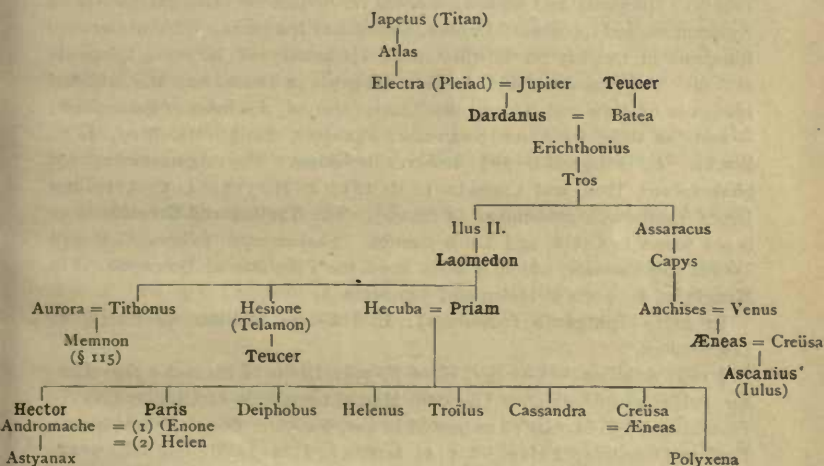 Japetus (Titan)
Atlas
Electra (Pleiad) = Jupiter Teucer
Dardanus = Batea
Erichthonius
Tros
Ilus II. Assaracus
Laomedon Capys
Aurora = Tithonus Hesione Hecuba = Priam Anchises = Venus
Memnon (Telamon) Æneas = Creüsa
(§ 115) Teucer Ascanius
(Iulus)
Hector Paris Deiphobus Helenus Troïlus Cassandra Creüsa
Andromache = (1) Œnone = Æneas
= (2) Helen
Astyanax Polyxena